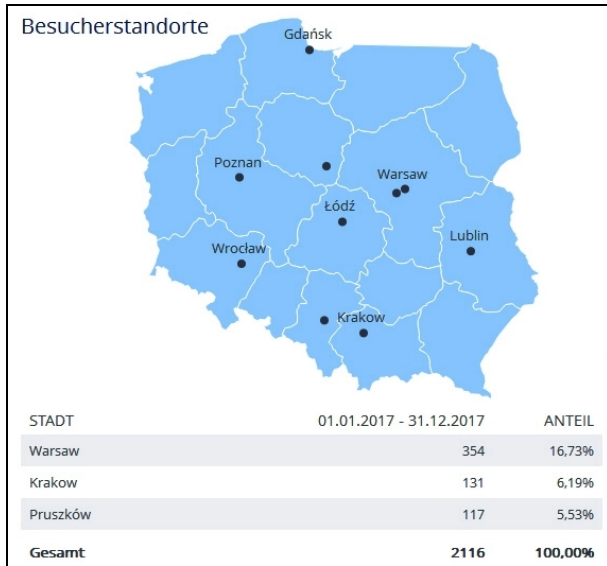 Besucherstandorte
Gdańsk
Poznan
Warsaw
Łódź
Lublin
Wrocław
Krakow
STADT 01.01.2017 - 31.12.2017 ANTEIL
Warsaw 354 16,73%
Krakow 131 6,19%
Pruszków 117 5,53%
Gesamt 2116 100,00%